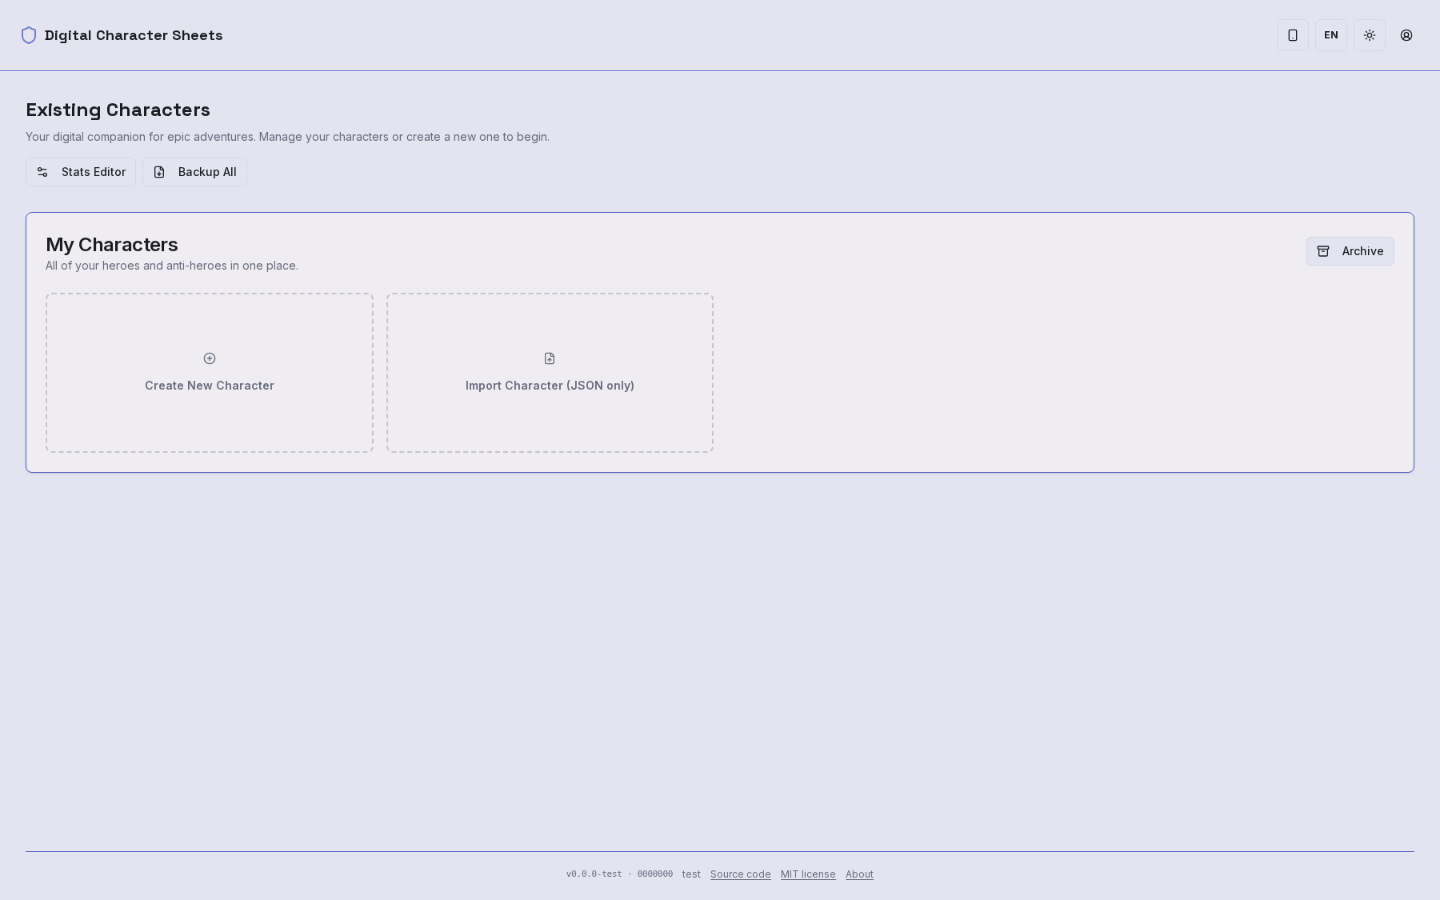 Digital Character Sheets
EN
Existing Characters
Your digital companion for epic adventures. Manage your characters or create a new one to begin.
Stats Editor
Backup All
My Characters
All of your heroes and anti-heroes in one place.
Archive
Create New Character
Import Character (JSON only)
v0.0.0-test · 0000000 test Source code MIT license About